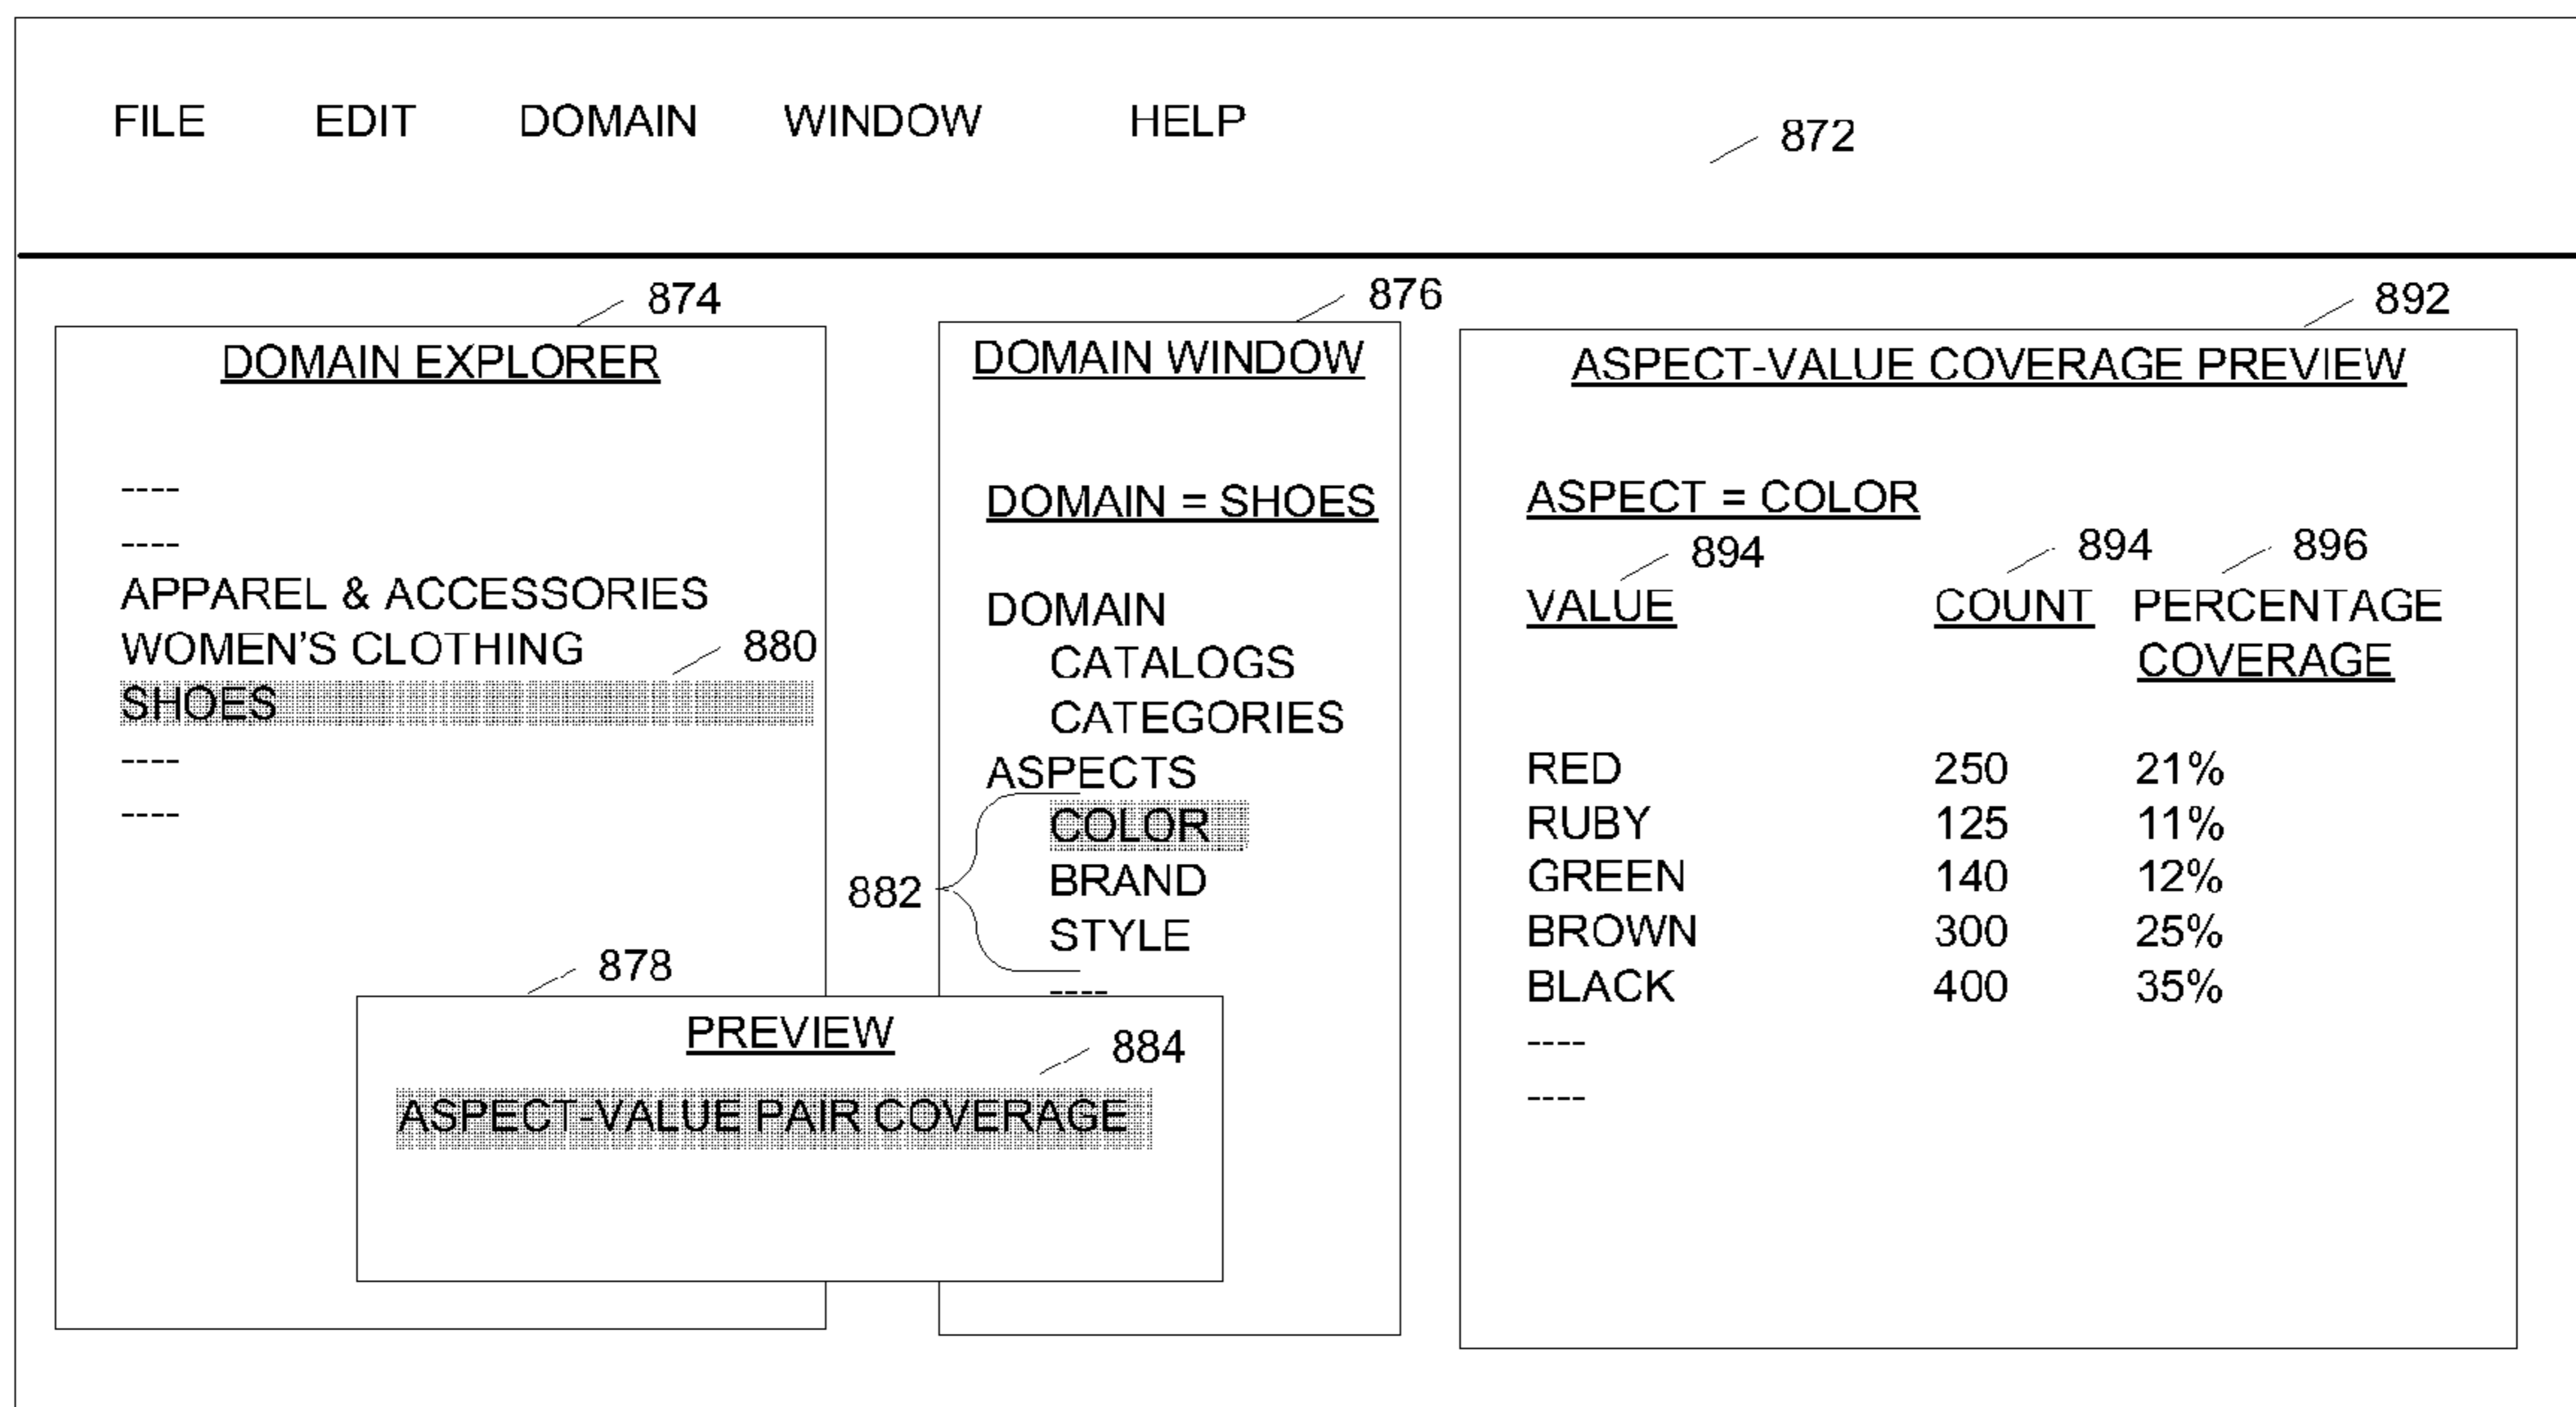 FILE EDIT DOMAIN WINDOW HELP
872
874
DOMAIN EXPLORER
----
----
APPAREL & ACCESSORIES
WOMEN'S CLOTHING
880
SHOES
----
----
876
DOMAIN WINDOW
DOMAIN = SHOES
DOMAIN
CATALOGS
CATEGORIES
ASPECTS
COLOR
882
BRAND
STYLE
----
878
PREVIEW
884
ASPECT-VALUE PAIR COVERAGE
892
ASPECT-VALUE COVERAGE PREVIEW
ASPECT = COLOR
894 894 896
VALUE COUNT PERCENTAGE
COVERAGE
RED 250 21%
RUBY 125 11%
GREEN 140 12%
BROWN 300 25%
BLACK 400 35%
----
----